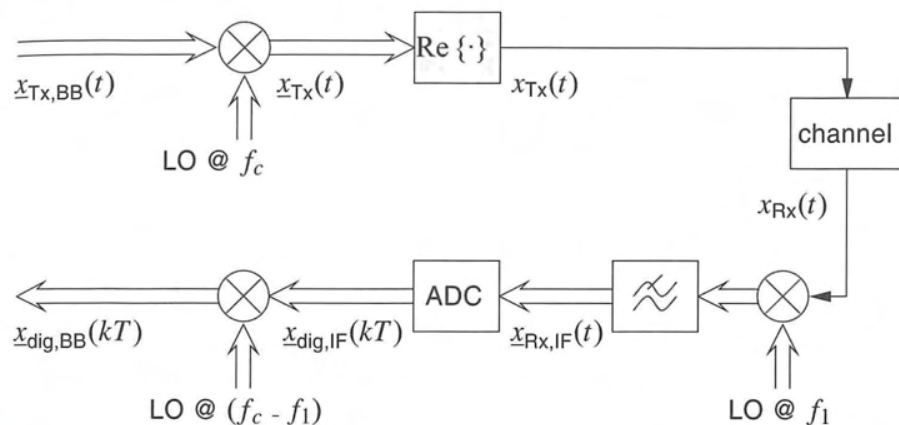 Re {·}
x_Tx,BB(t)
x_Tx(t)
x_Tx(t)
LO @ f_c
channel
x_Rx(t)
ADC
x_dig,BB(kT)
x_dig,IF(kT)
x_Rx,IF(t)
LO @ (f_c - f_1)
LO @ f_1